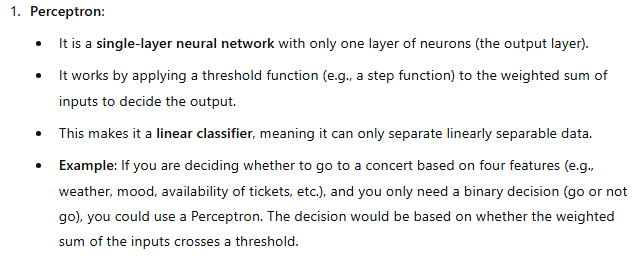 1. Perceptron:
• It is a single-layer neural network with only one layer of neurons (the output layer).
• It works by applying a threshold function (e.g., a step function) to the weighted sum of
inputs to decide the output.
• This makes it a linear classifier, meaning it can only separate linearly separable data.
• Example: If you are deciding whether to go to a concert based on four features (e.g.,
weather, mood, availability of tickets, etc.), and you only need a binary decision (go or not
go), you could use a Perceptron. The decision would be based on whether the weighted
sum of the inputs crosses a threshold.